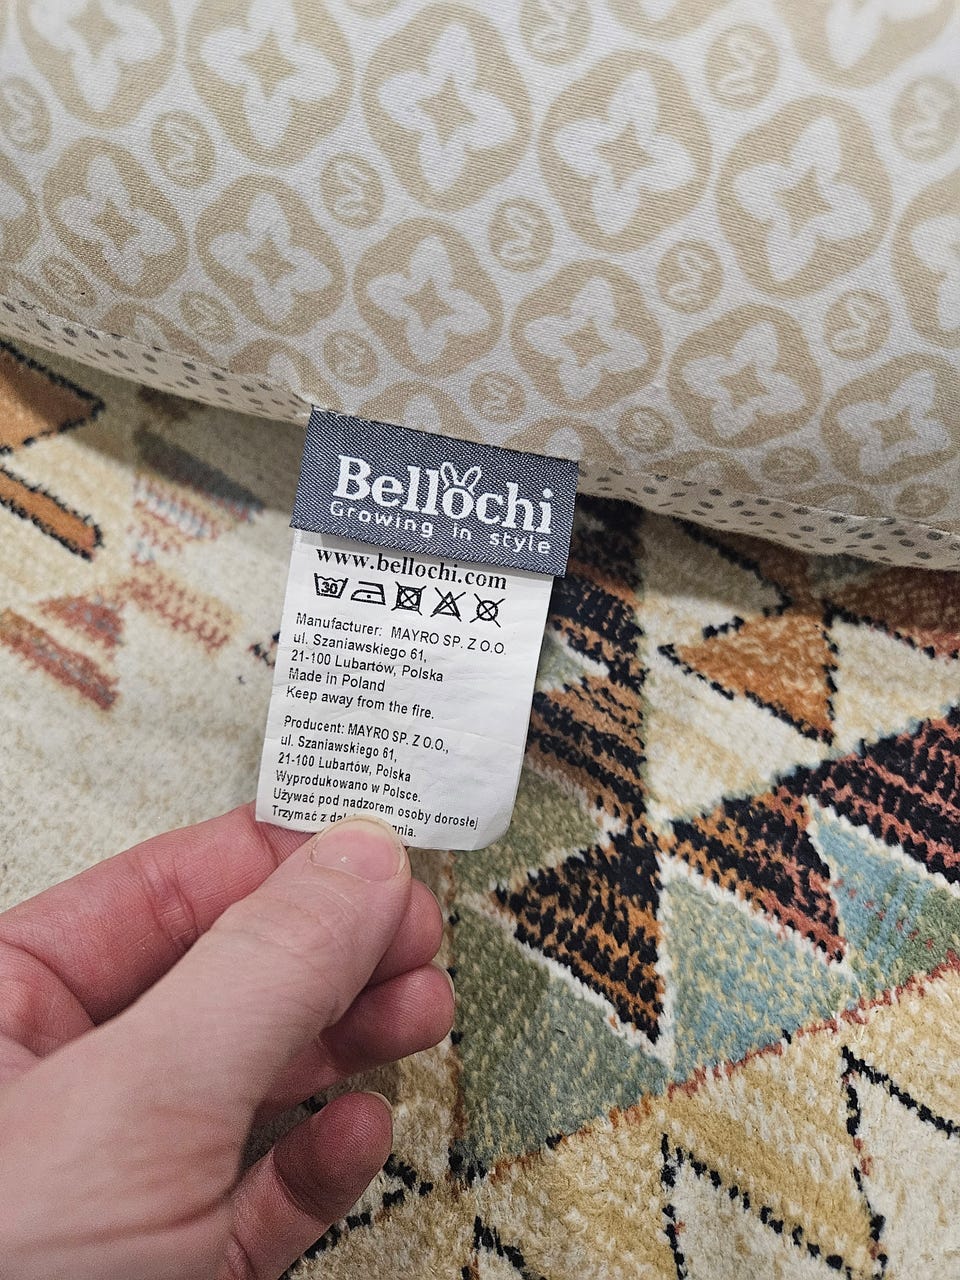 Bellochi
Growing in style
www.bellochi.com
30
Manufacturer: MAYRO SP. Z O.O.
ul. Szaniawskiego 61,
21-100 Lubartów, Polska
Made in Poland
Keep away from the fire.
Producent: MAYRO SP. Z O.O.,
ul. Szaniawskiego 61,
21-100 Lubartów, Polska
Wyprodukowano w Polsce.
Używać pod nadzorem osoby dorosłej
Trzymać z